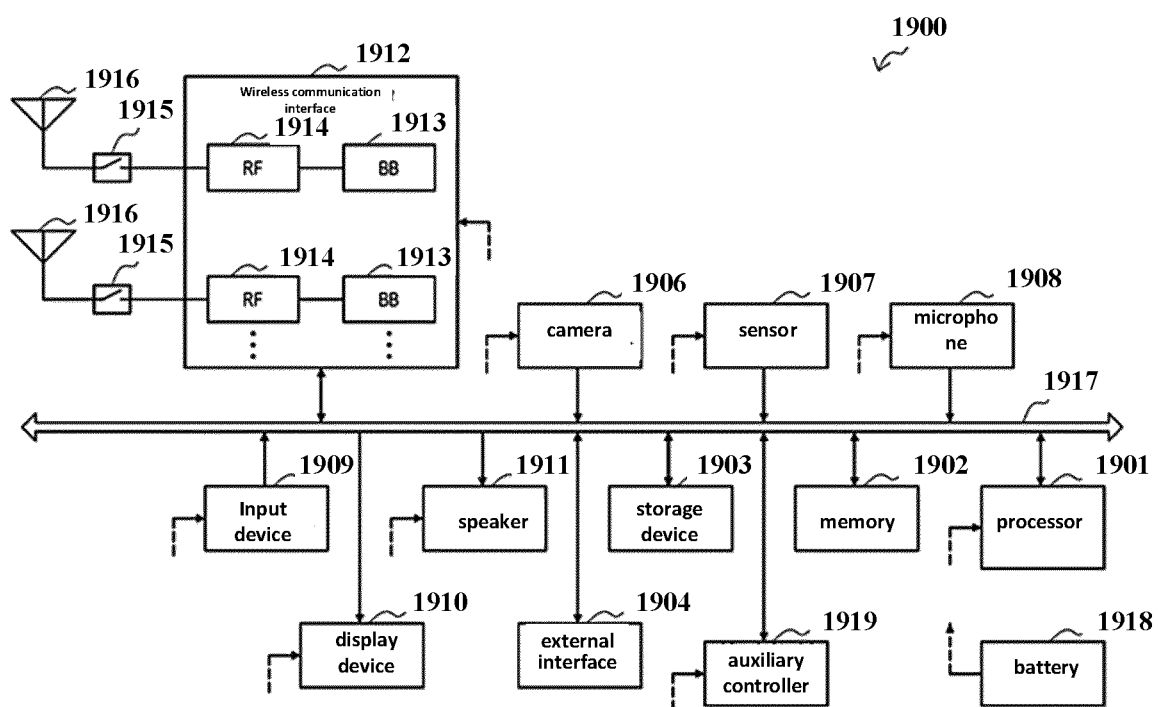 1900
1912
1916
Wireless communication
interface
1915
1914
1913
RF
BB
1916
1915
1914
1913
RF
BB
1906
1907
1908
camera
sensor
micropho
ne
1917
1909
1911
1903
1902
1901
Input
device
speaker
storage
device
memory
processor
1910
1904
1919
1918
display
device
external
interface
auxiliary
controller
battery